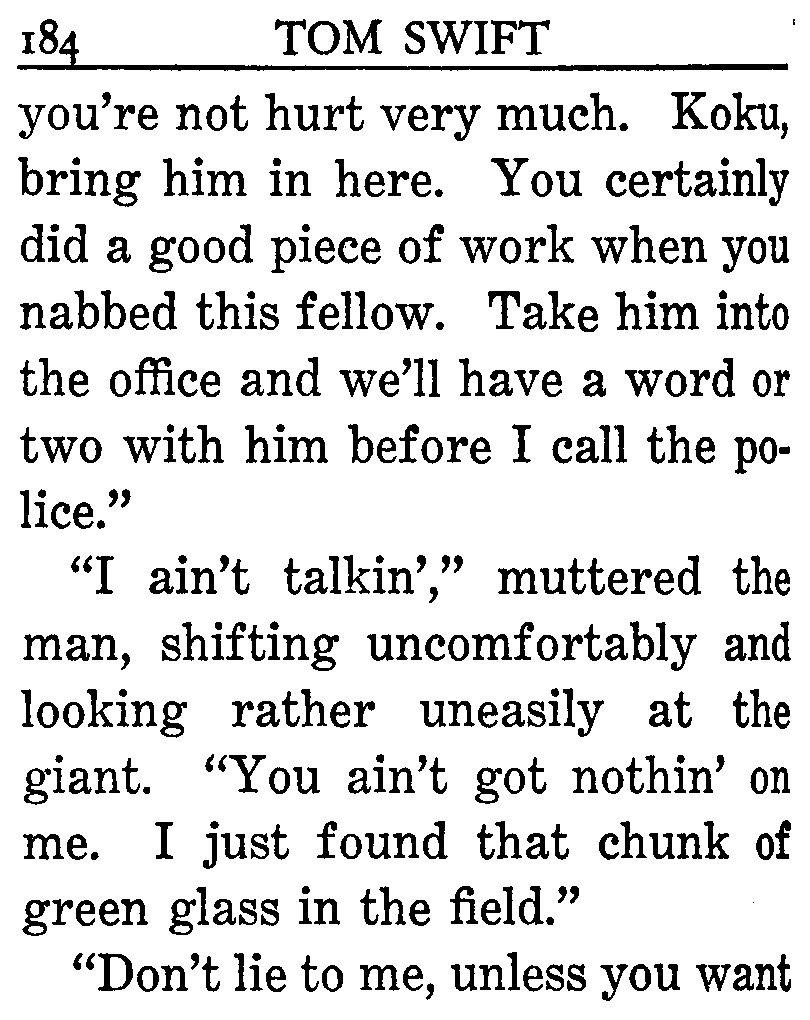 184 TOM SWIFT
you're not hurt very much. Koku,
bring him in here. You certainly
did a good piece of work when you
nabbed this fellow. Take him into
the office and we'll have a word or
two with him before I call the po-
lice.”
“I ain't talkin',” muttered the
man, shifting uncomfortably and
looking rather uneasily at the
giant. “You ain't got nothin' on
me. I just found that chunk of
green glass in the field.”
“Don't lie to me, unless you want